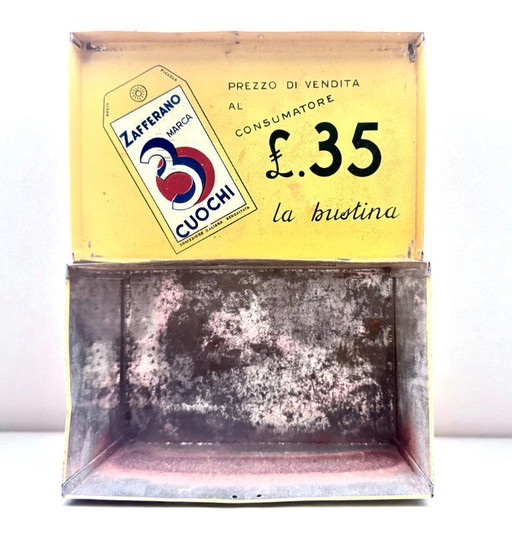 ZAFFERANO
MARCA
3
CUOCHI
PREZZO DI VENDITA
AL
CONSUMATORE
£.35
la bustina